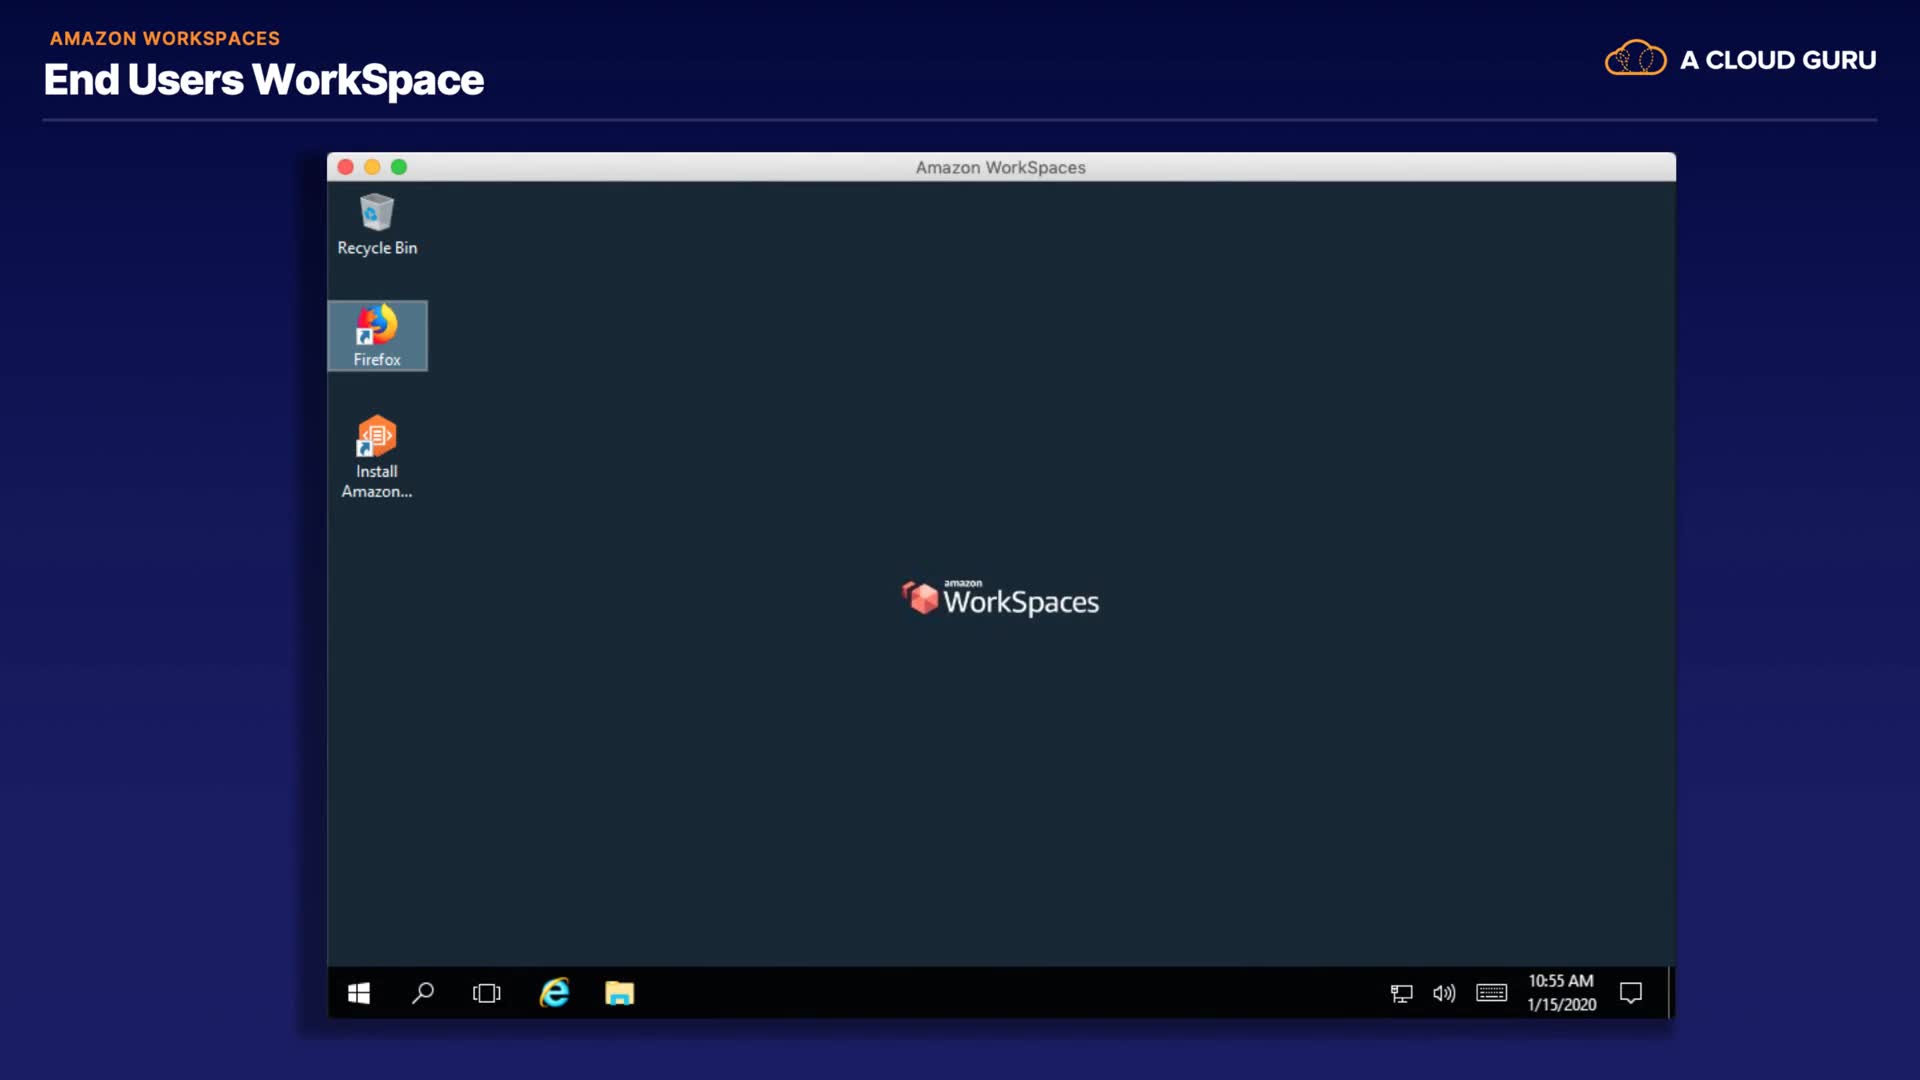 AMAZON WORKSPACES
End Users WorkSpace
A CLOUD GURU
Amazon WorkSpaces
Recycle Bin
Firefox
Install
Amazon...
amazon
WorkSpaces
10:55 AM
1/15/2020